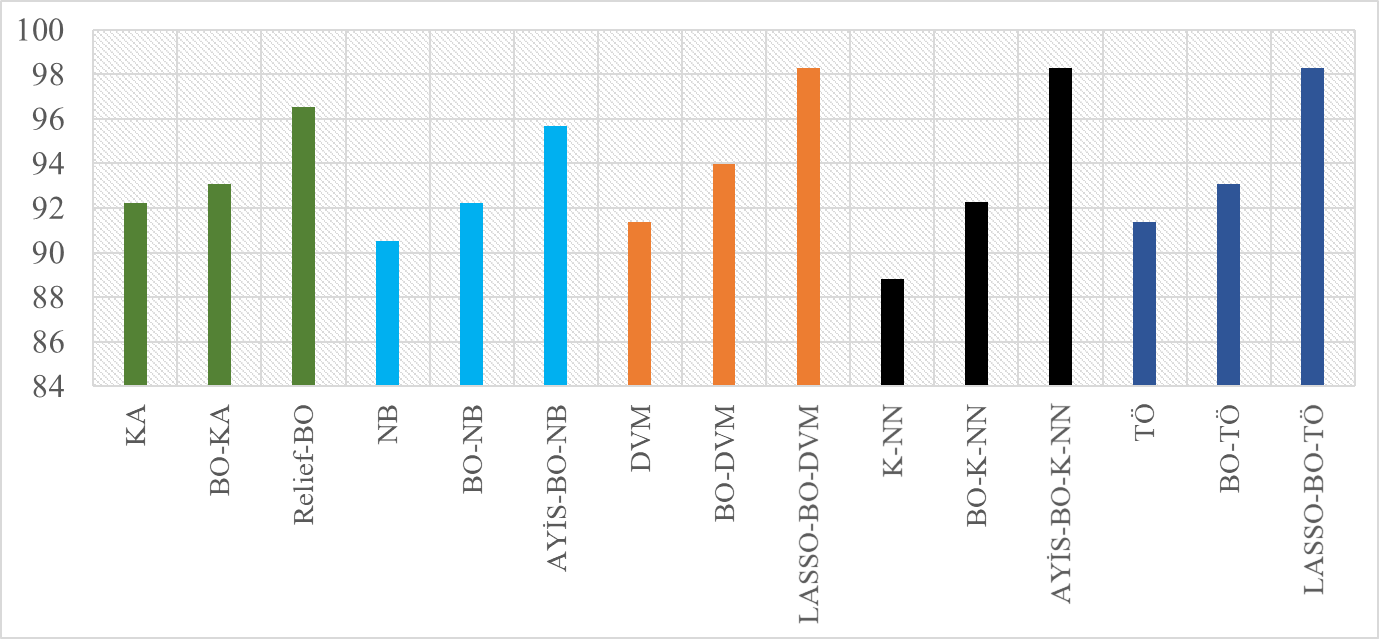 100
98
96
94
92
90
88
86
84
KA
BO-KA
Relief-BO
NB
BO-NB
AYİS-BO-NB
DVM
BO-DVM
LASSO-BO-DVM
K-NN
BO-K-NN
AYİS-BO-K-NN
TÖ
BO-TÖ
LASSO-BO-TÖ